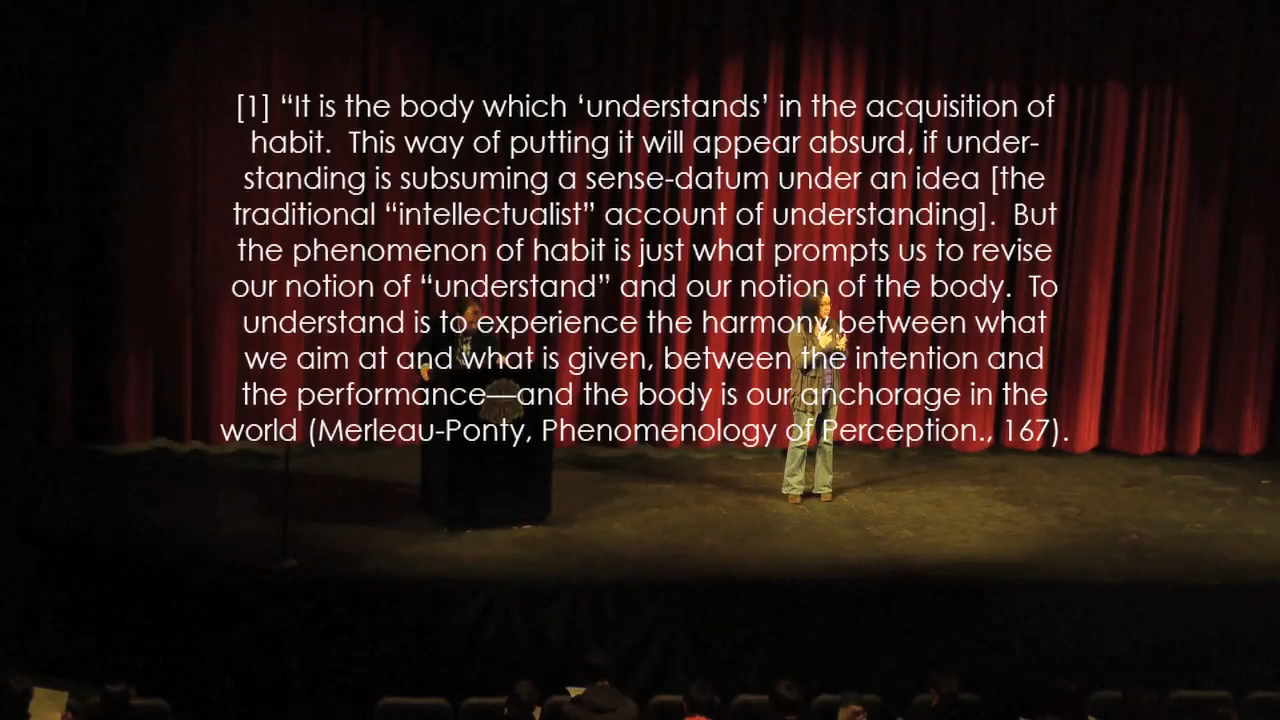 [1] “It is the body which ‘understands’ in the acquisition of
habit.  This way of putting it will appear absurd, if under-
standing is subsuming a sense-datum under an idea [the
traditional “intellectualist” account of understanding].  But
the phenomenon of habit is just what prompts us to revise
our notion of “understand” and our notion of the body.  To
understand is to experience the harmony between what
we aim at and what is given, between the intention and
the performance—and the body is our anchorage in the
world (Merleau-Ponty, Phenomenology of Perception., 167).